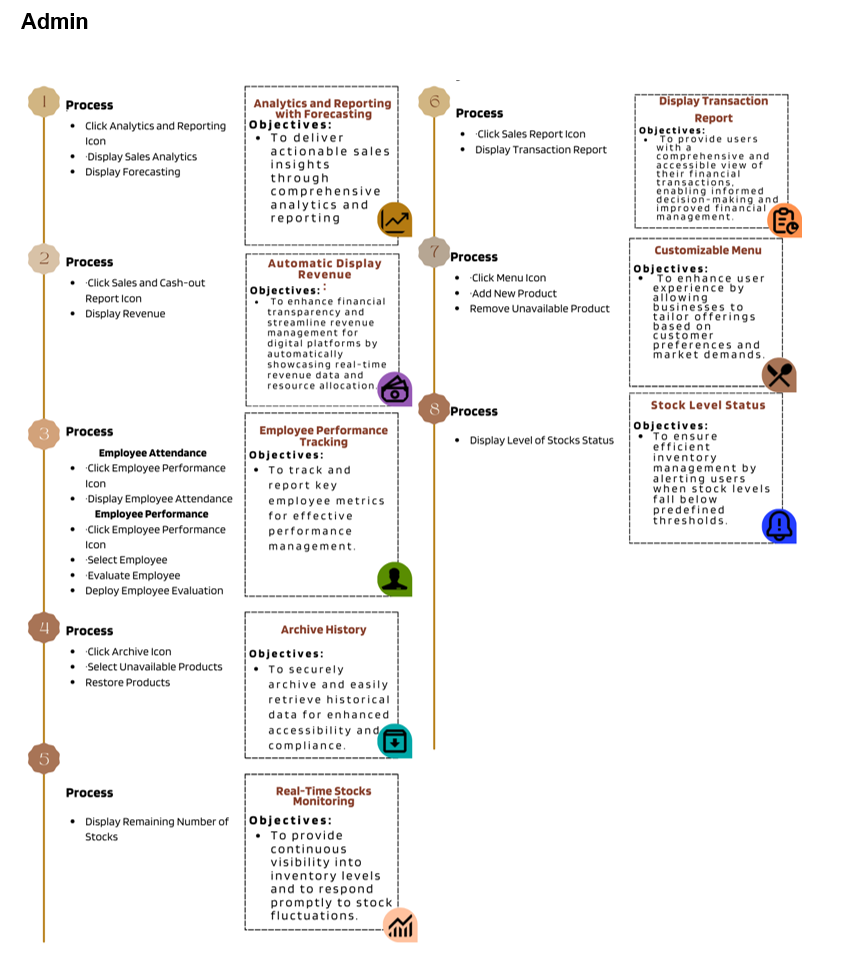 Admin
1
Process
• Click Analytics and Reporting
Icon
• ·Display Sales Analytics
• Display Forecasting
Analytics and Reporting
with Forecasting
Objectives:
• To deliver
actionable sales
insights
through
comprehensive
analytics and
reporting
2
Process
• ·Click Sales and Cash-out
Report Icon
• Display Revenue
Automatic Display
Revenue
:
Objectives:
• To enhance financial
transparency and
streamline revenue
management for
digital platforms by
automatically
showcasing real-time
revenue data and
resource allocation.
3
Process
Employee Attendance
• ·Click Employee Performance
Icon
• ·Display Employee Attendance
Employee Performance
• ·Click Employee Performance
Icon
• ·Select Employee
• ·Evaluate Employee
• Deploy Employee Evaluation
Employee Performance
Tracking
Objectives:
• To track and
report key
employee metrics
for effective
performance
management.
4
Process
• ·Click Archive Icon
• ·Select Unavailable Products
• Restore Products
Archive History
Objectives:
• To securely
archive and easily
retrieve historical
data for enhanced
accessibility and
compliance.
5
Process
• Display Remaining Number of
Stocks
Real-Time Stocks
Monitoring
Objectives:
• To provide
continuous
visibility into
inventory levels
and to respond
promptly to stock
fluctuations.
6
Process
• ·Click Sales Report Icon
• Display Transaction Report
Display Transaction
Report
Objectives:
• To provide users
with a
comprehensive and
accessible view of
their financial
transactions,
enabling informed
decision-making and
improved financial
management.
7
Process
• ·Click Menu Icon
• ·Add New Product
• Remove Unavailable Product
Customizable Menu
Objectives:
• To enhance user
experience by
allowing
businesses to
tailor offerings
based on
customer
preferences and
market demands.
8
Process
• Display Level of Stocks Status
Stock Level Status
Objectives:
• To ensure
efficient
inventory
management by
alerting users
when stock levels
fall below
predefined
thresholds.